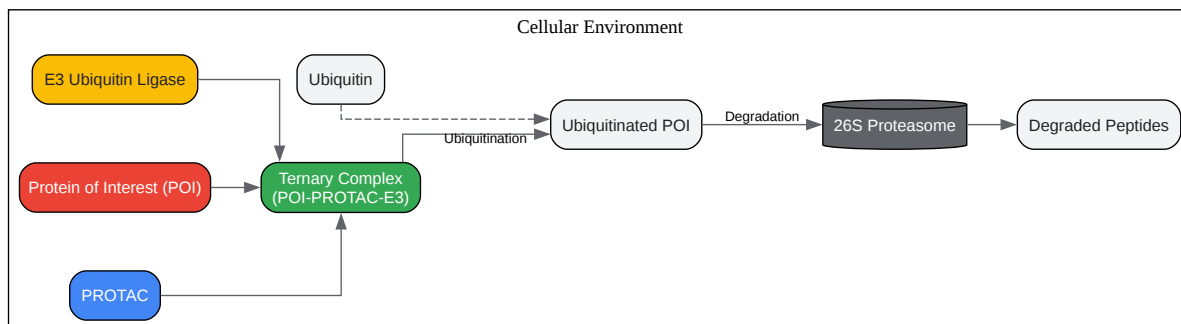 Cellular Environment
E3 Ubiquitin Ligase
Ubiquitin
Ubiquitinated POI
Degradation
26S Proteasome
Degraded Peptides
Ubiquitination
Protein of Interest (POI)
Ternary Complex
(POI-PROTAC-E3)
PROTAC